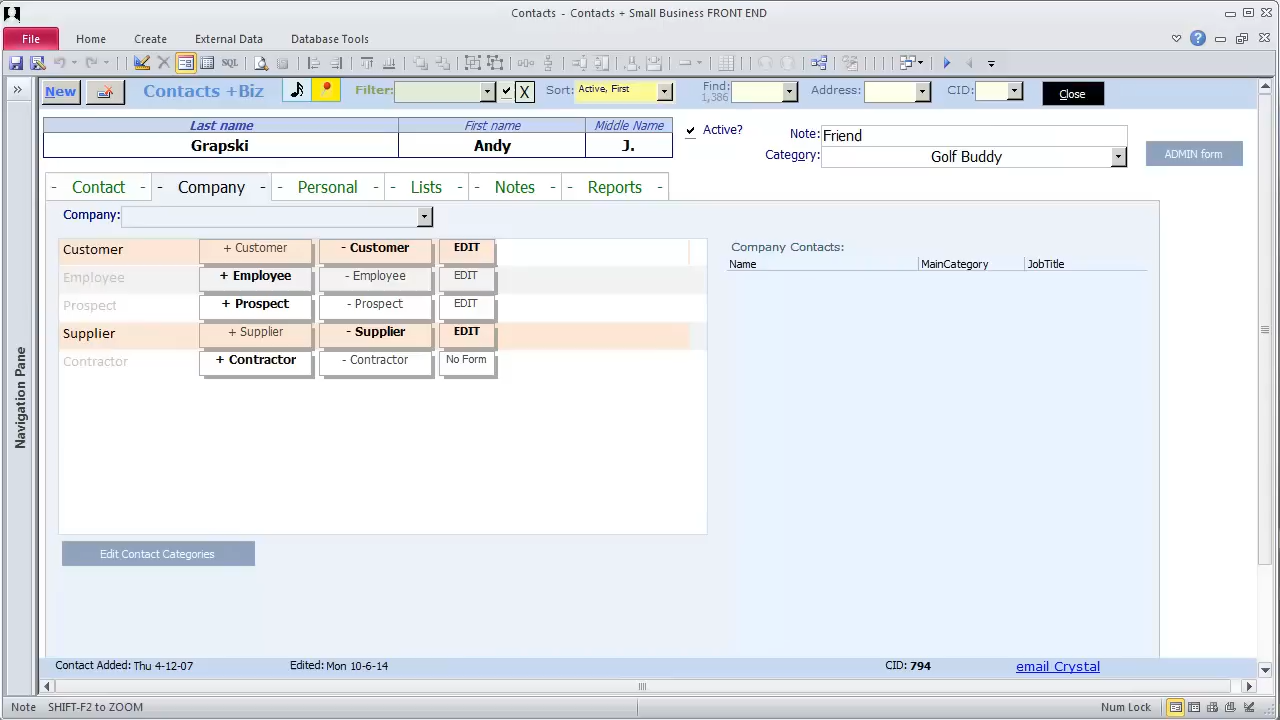 Contacts - Contacts + Small Business FRONT END
File Home Create External Data Database Tools
SQL
New Contacts +Biz Filter: X Sort: Active, First Find: 1,386 Address: CID: Close
Last name First name Middle Name
Grapski Andy J.
Active? Note: Friend
Category: Golf Buddy ADMIN form
- Contact - - Company - - Personal - - Lists - - Notes - - Reports -
Company:
Customer + Customer - Customer EDIT
Employee + Employee - Employee EDIT
Prospect + Prospect - Prospect EDIT
Supplier + Supplier - Supplier EDIT
Contractor + Contractor - Contractor No Form
Company Contacts:
Name MainCategory JobTitle
Edit Contact Categories
Navigation Pane
Contact Added: Thu 4-12-07 Edited: Mon 10-6-14 CID: 794 email Crystal
Note SHIFT-F2 to ZOOM Num Lock